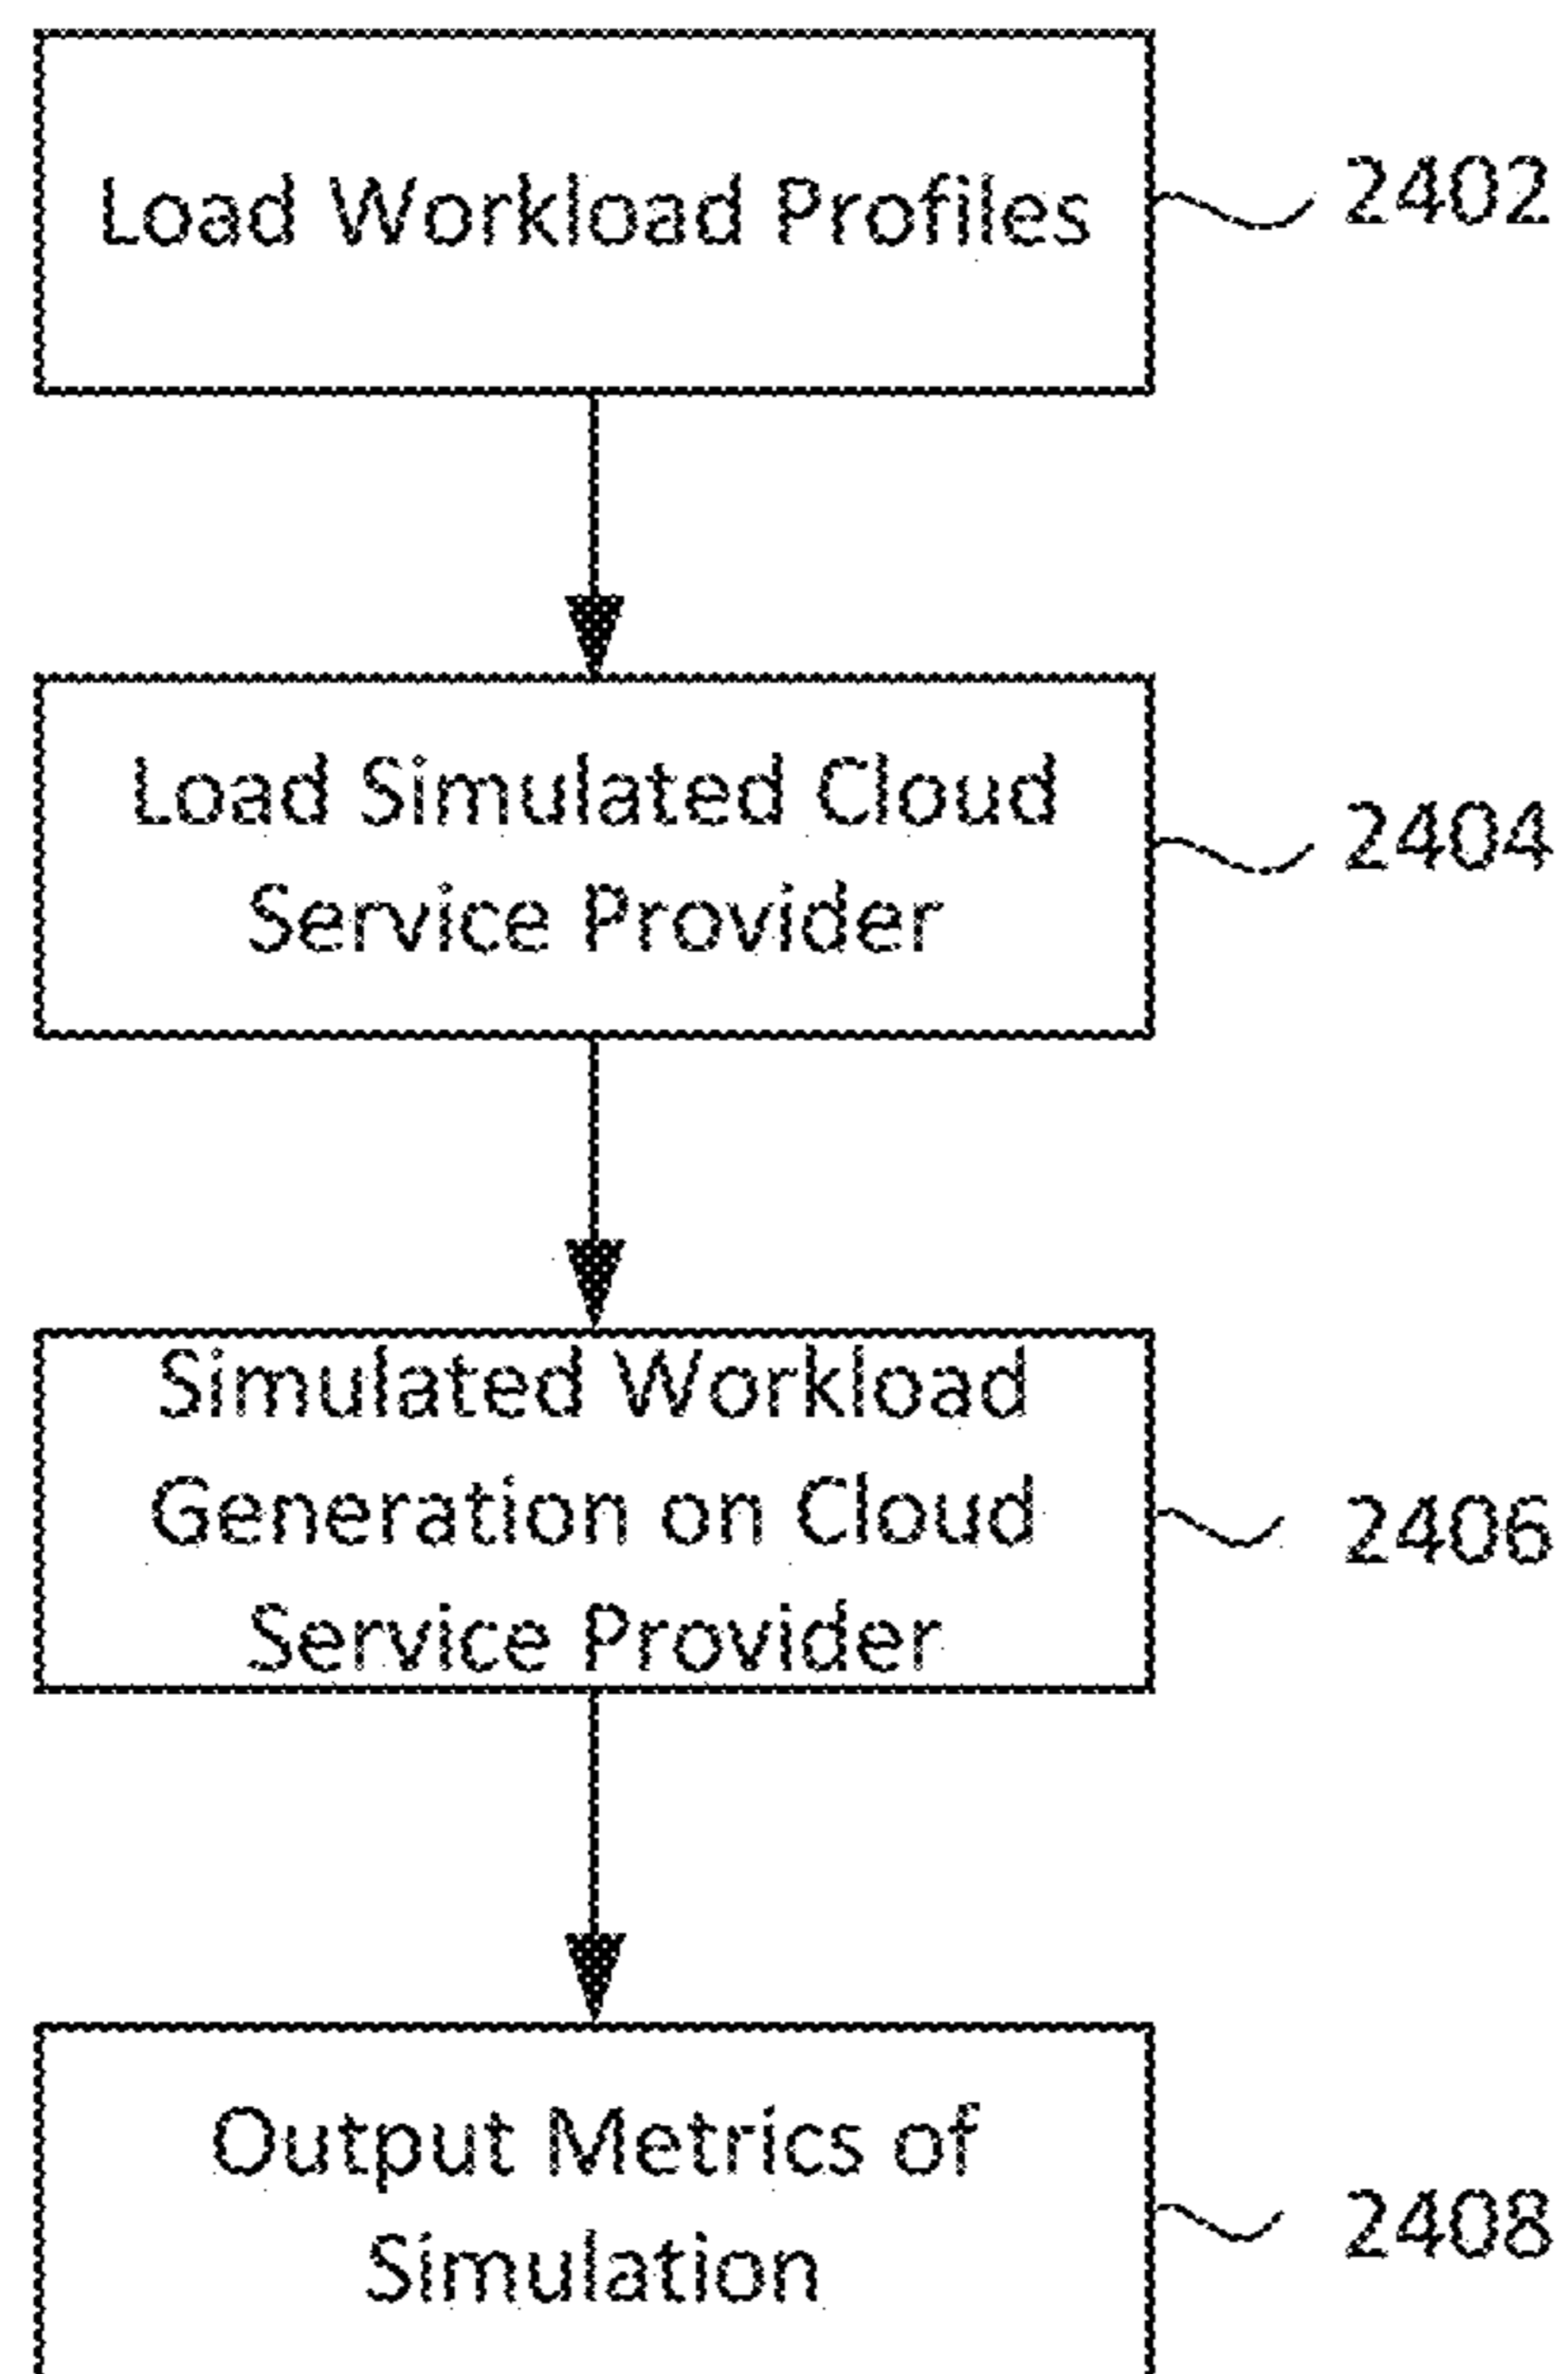 Load Workload Profiles
2402
Load Simulated Cloud
Service Provider
2404
Simulated Workload
Generation on Cloud
Service Provider
2406
Output Metrics of
Simulation
2408